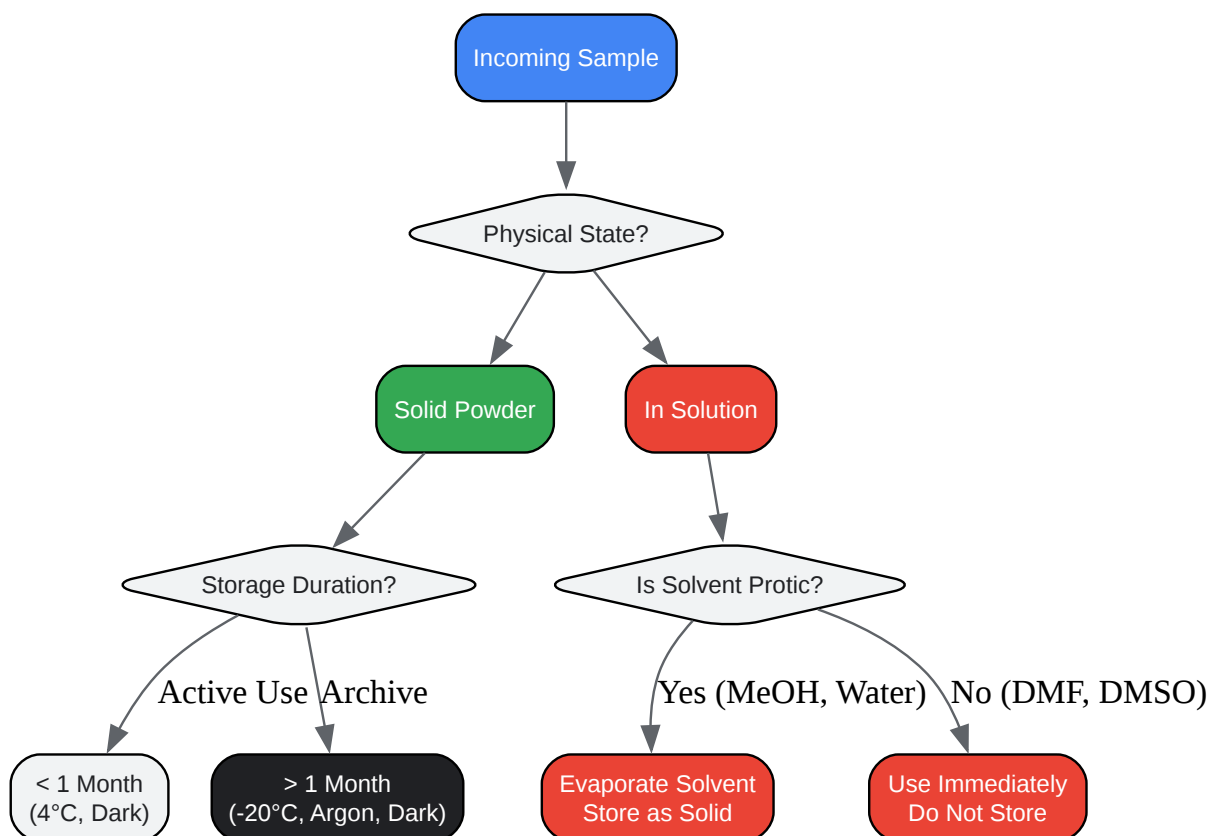 Incoming Sample
Physical State?
Solid Powder
In Solution
Storage Duration?
Is Solvent Protic?
Active Use
Archive
Yes (MeOH, Water)
No (DMF, DMSO)
< 1 Month
(4°C, Dark)
> 1 Month
(-20°C, Argon, Dark)
Evaporate Solvent
Store as Solid
Use Immediately
Do Not Store